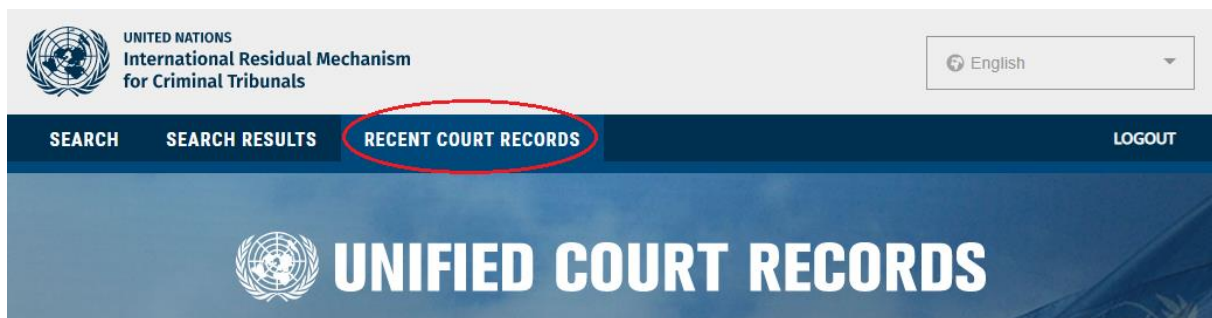 UNITED NATIONS
International Residual Mechanism
for Criminal Tribunals
English
SEARCH SEARCH RESULTS RECENT COURT RECORDS LOGOUT
UNIFIED COURT RECORDS